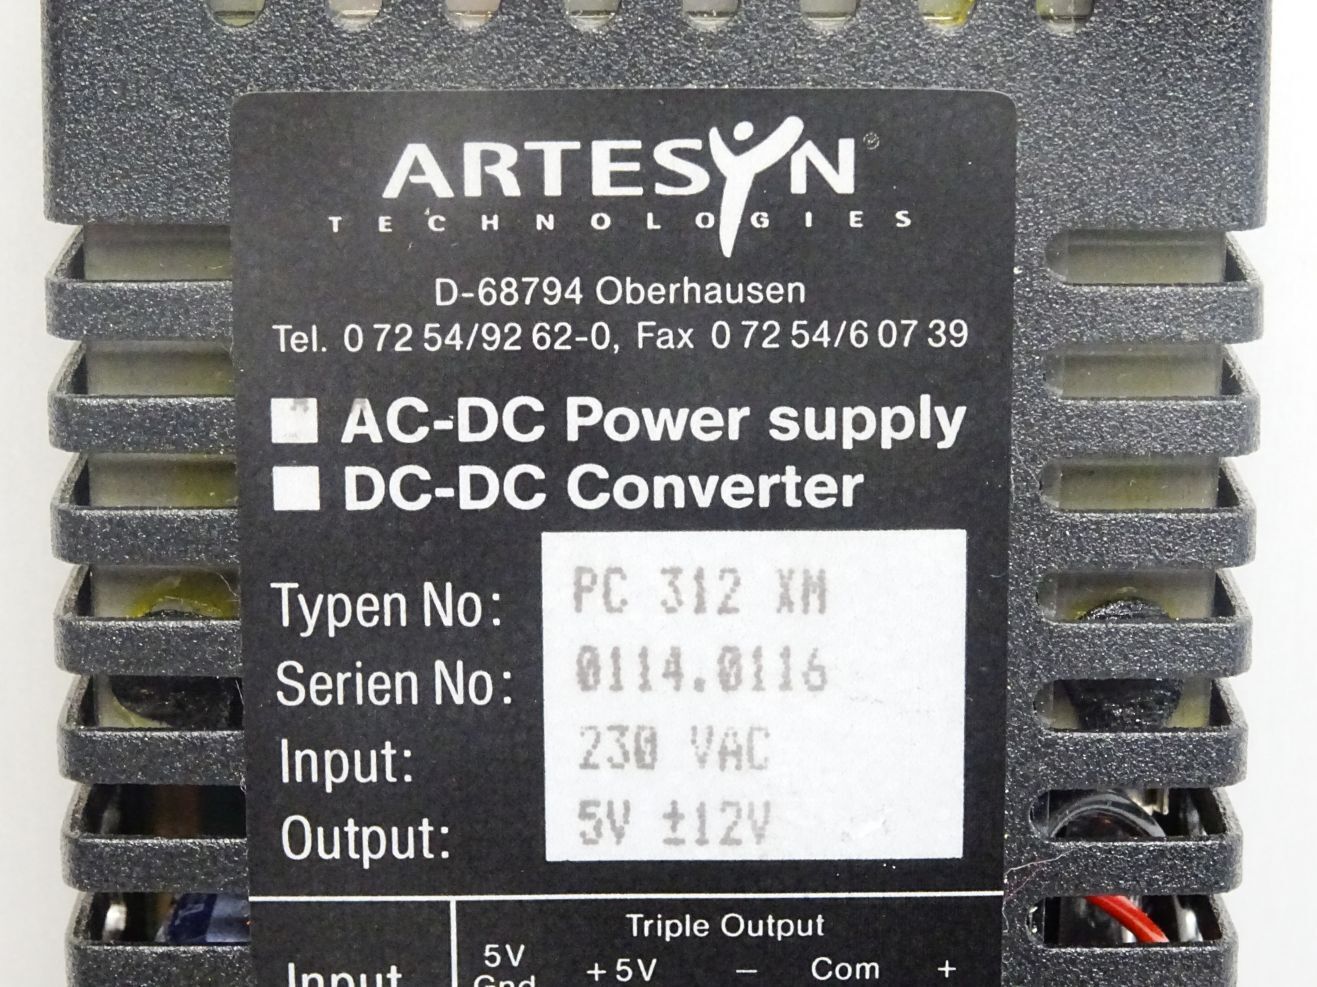 ARTESYN®
TECHNOLOGIES
D-68794 Oberhausen
Tel. 0 72 54/92 62-0, Fax 0 72 54/6 07 39
AC-DC Power supply
DC-DC Converter
Typen No: PC 312 XM
Serien No: 0114.0116
Input: 230 VAC
Output: 5V ±12V
Triple Output
Input 5V Gnd +5V − Com +